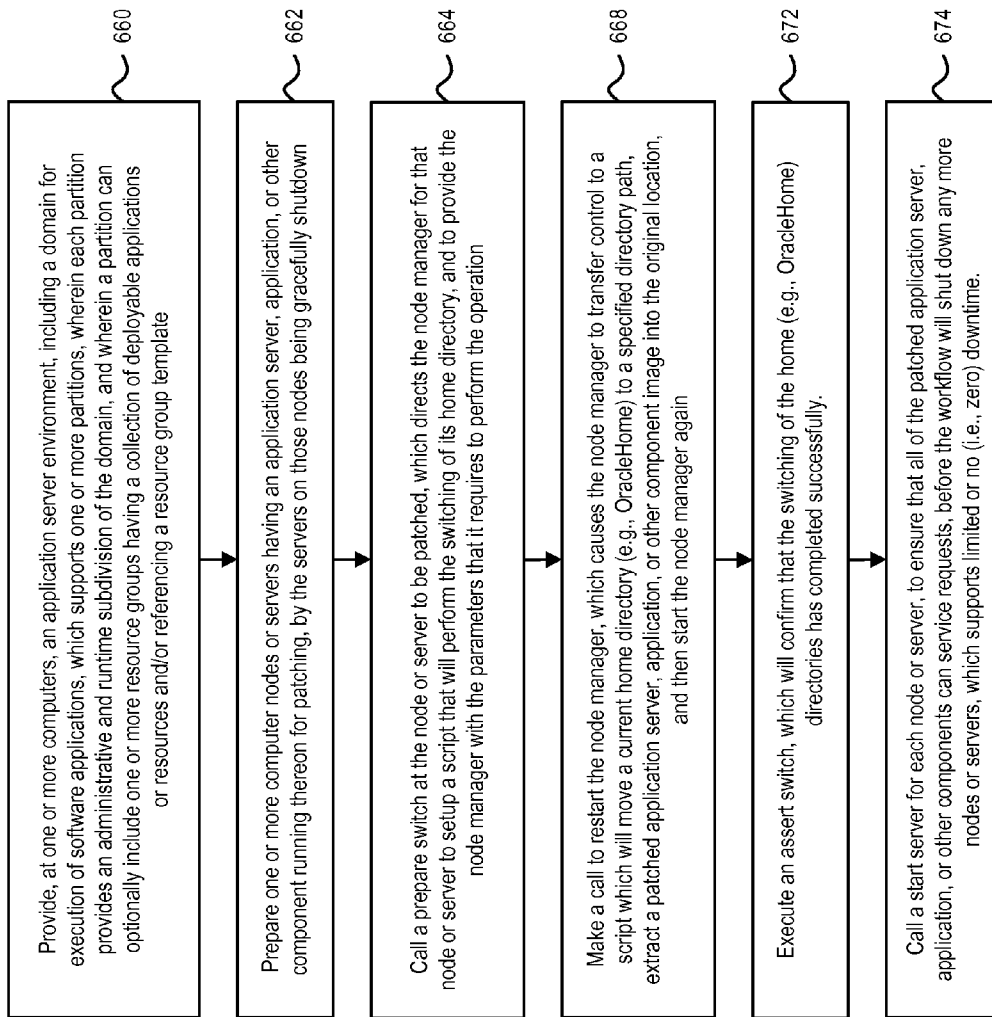 Provide, at one or more computers, an application server environment, including a domain for
execution of software applications, which supports one or more partitions, wherein each partition
provides an administrative and runtime subdivision of the domain, and wherein a partition can
optionally include one or more resource groups having a collection of deployable applications
or resources and/or referencing a resource group template
660
Prepare one or more computer nodes or servers having an application server, application, or other
component running thereon for patching, by the servers on those nodes being gracefully shutdown
662
Call a prepare switch at the node or server to be patched, which directs the node manager for that
node or server to setup a script that will perform the switching of its home directory, and to provide the
node manager with the parameters that it requires to perform the operation
664
Make a call to restart the node manager, which causes the node manager to transfer control to a
script which will move a current home directory (e.g., OracleHome) to a specified directory path,
extract a patched application server, application, or other component image into the original location,
and then start the node manager again
668
Execute an assert switch, which will confirm that the switching of the home (e.g., OracleHome)
directories has completed successfully.
672
Call a start server for each node or server, to ensure that all of the patched application server,
application, or other components can service requests, before the workflow will shut down any more
nodes or servers, which supports limited or no (i.e., zero) downtime.
674